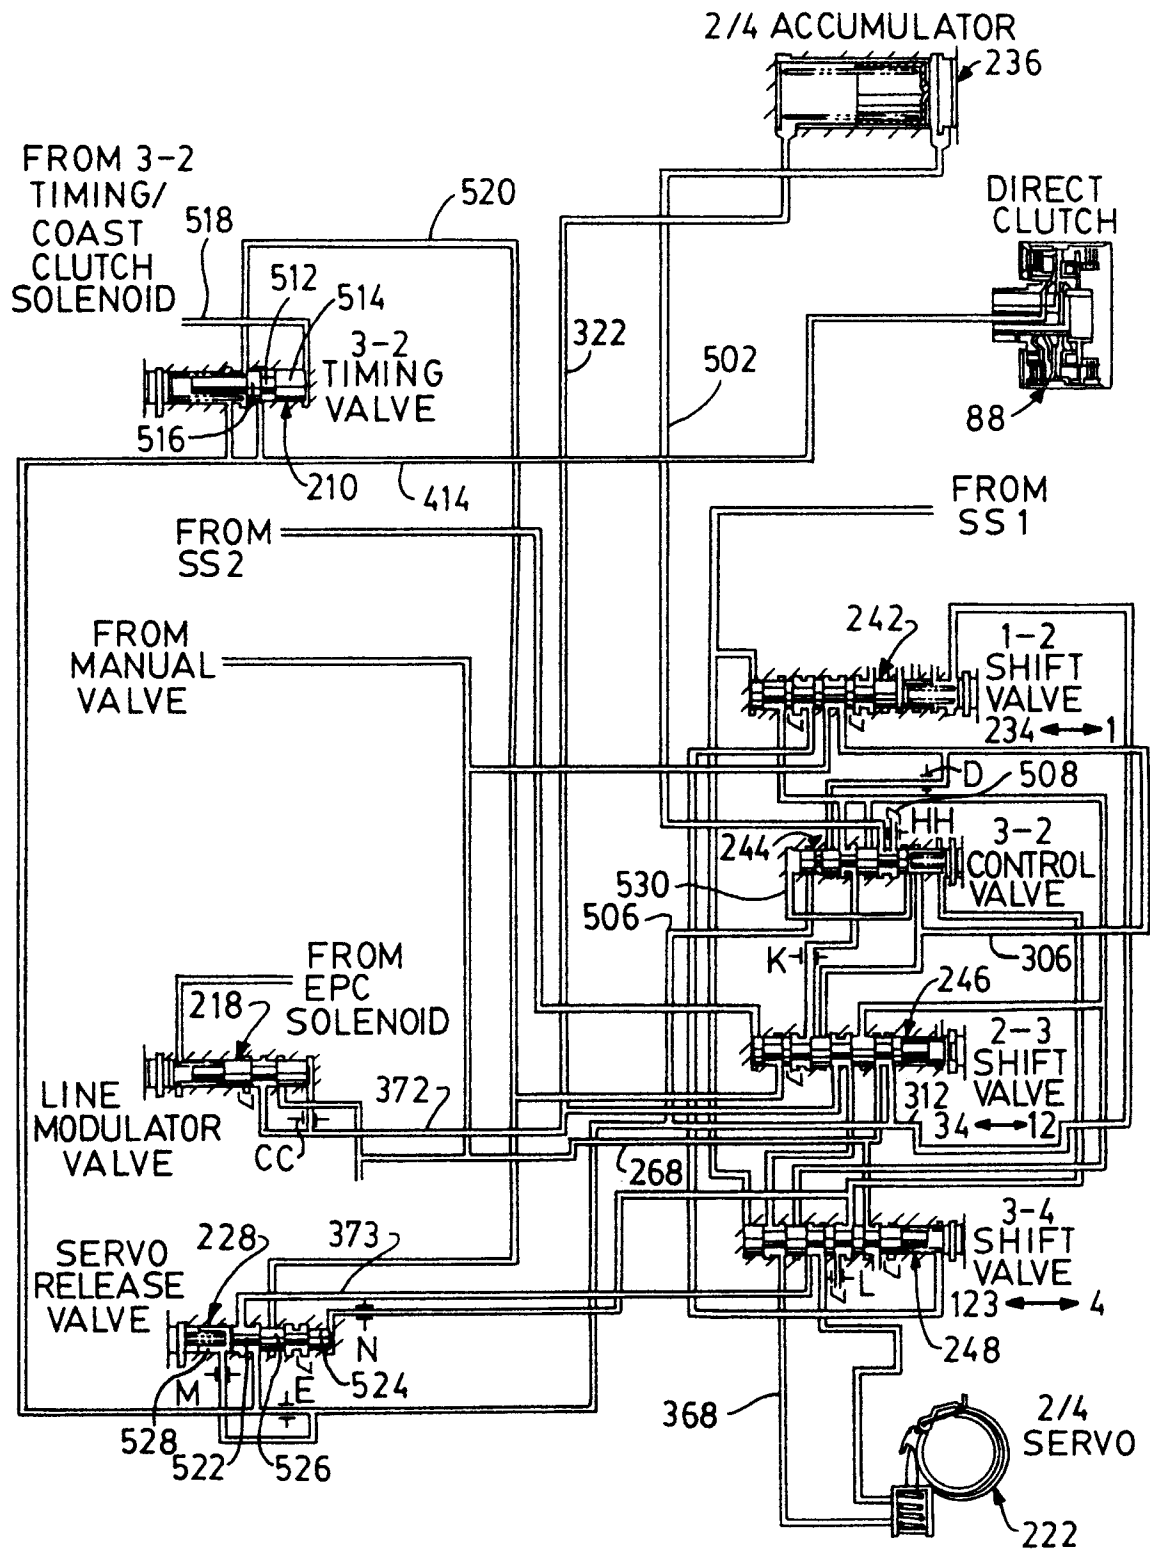 2/4 ACCUMULATOR
236
FROM 3-2
TIMING/
COAST
CLUTCH
SOLENOID
518
520
512
514
3-2
TIMING
VALVE
516
210
414
322
502
DIRECT
CLUTCH
88
FROM
SS1
FROM
SS2
FROM
MANUAL
VALVE
242
1-2
SHIFT
VALVE
234 ↔ 1
D
508
HH
244
3-2
CONTROL
VALVE
530
506
K
306
FROM
EPC
SOLENOID
218
246
2-3
SHIFT
VALVE
312
34 ↔ 12
LINE
MODULATOR
VALVE
372
CC
268
SERVO
RELEASE
VALVE
228
373
3-4
SHIFT
VALVE
123 ↔ 4
L
248
N
M
E
524
528
522
526
368
2/4
SERVO
222